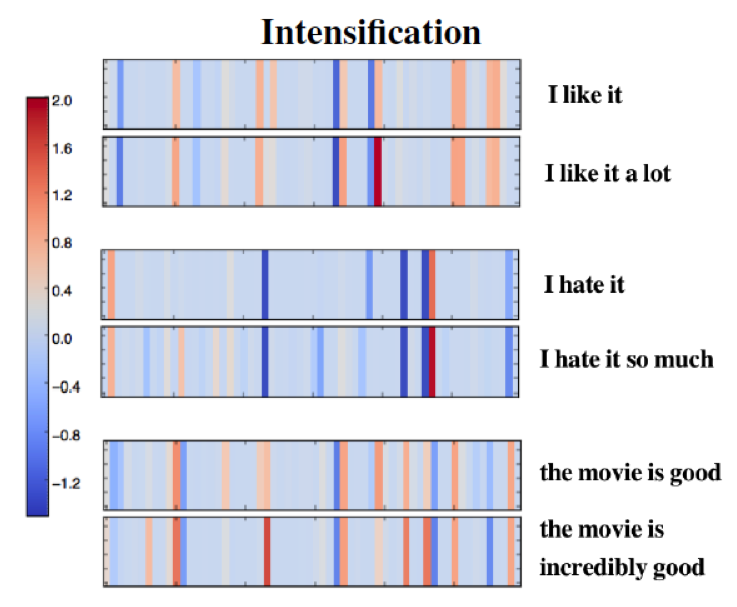 Intensification
I like it
2.0
1.6
I like it a lot
1.2
0.8
I hate it
0.4
0.0
I hate it so much
−0.4
−0.8
the movie is good
−1.2
the movie is
incredibly good